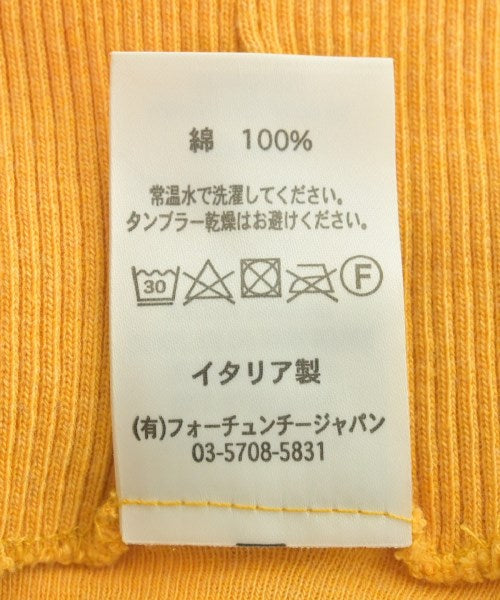 綿 100%
常温水で洗濯してください。
タンブラー乾燥はお避けください。
30 F
イタリア製
(有)フォーチュンチージャパン
03-5708-5831